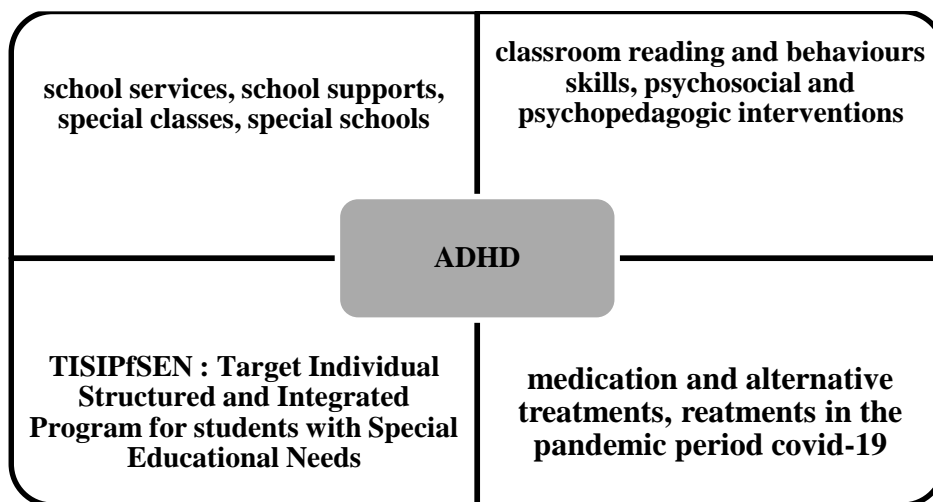 school services, school supports,
special classes, special schools
classroom reading and behaviours
skills, psychosocial and
psychopedagogic interventions
ADHD
TISIPfSEN : Target Individual
Structured and Integrated
Program for students with Special
Educational Needs
medication and alternative
treatments, reatments in the
pandemic period covid-19